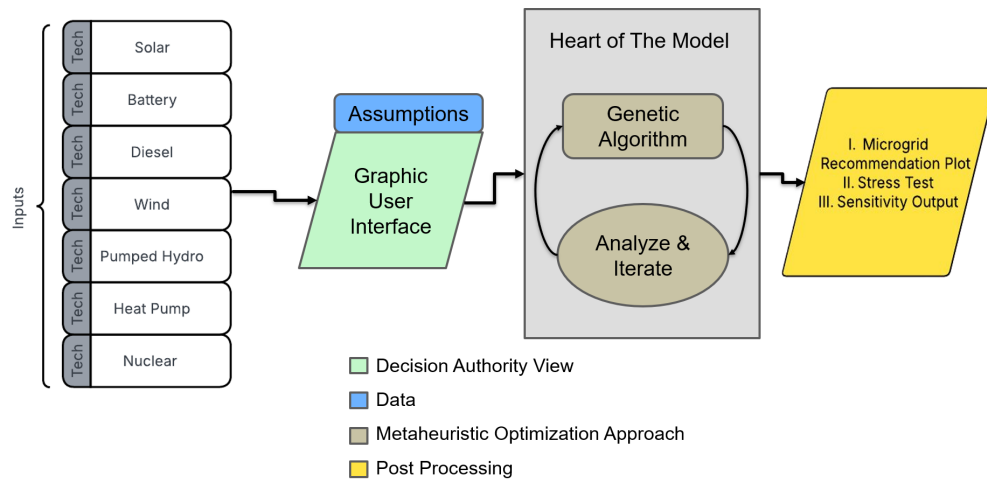 Inputs
Tech
Solar
Tech
Battery
Tech
Diesel
Tech
Wind
Tech
Pumped Hydro
Tech
Heat Pump
Tech
Nuclear
Assumptions
Graphic
User
Interface
Heart of The Model
Genetic
Algorithm
Analyze &
Iterate
I. Microgrid
Recommendation Plot
II. Stress Test
III. Sensitivity Output
Decision Authority View
Data
Metaheuristic Optimization Approach
Post Processing